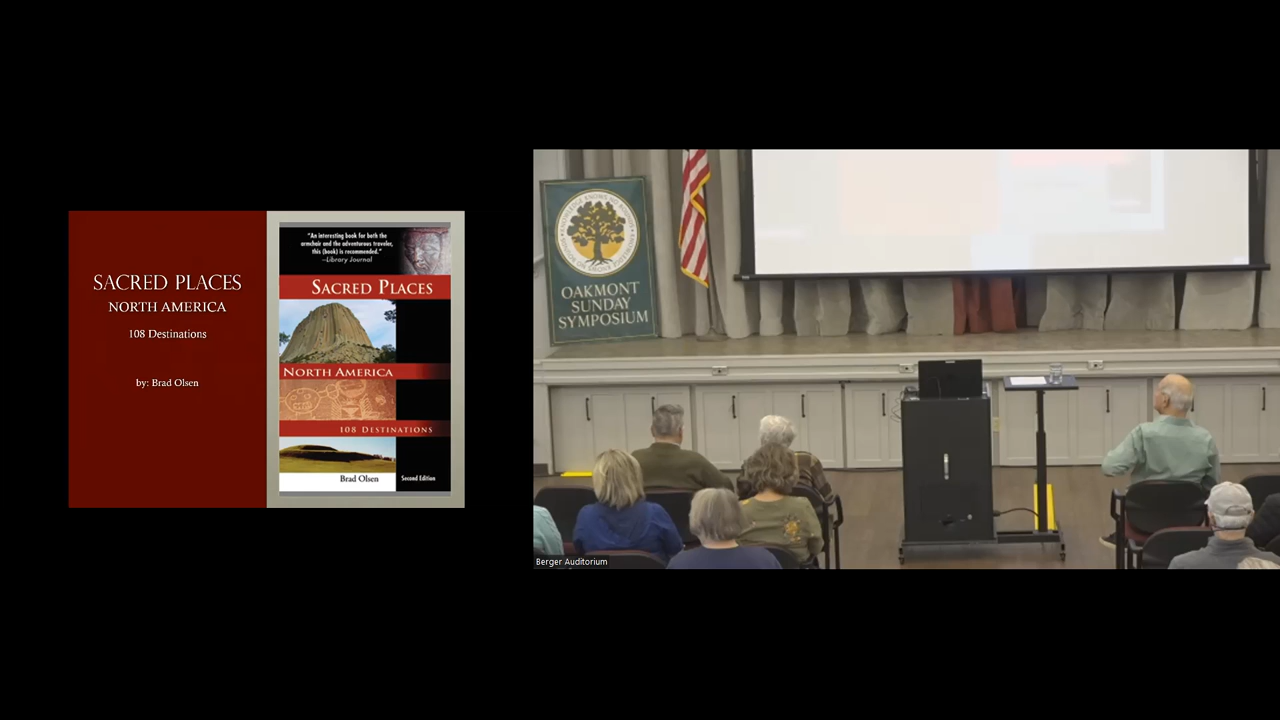 SACRED PLACES
NORTH AMERICA
108 Destinations
by: Brad Olsen
"An interesting book for both the
armchair and the adventurous traveler,
this (book) is recommended."
—Library Journal
SACRED PLACES
NORTH AMERICA
108 DESTINATIONS
Brad Olsen
Second Edition
OAKMONT
SUNDAY
SYMPOSIUM
Berger Auditorium